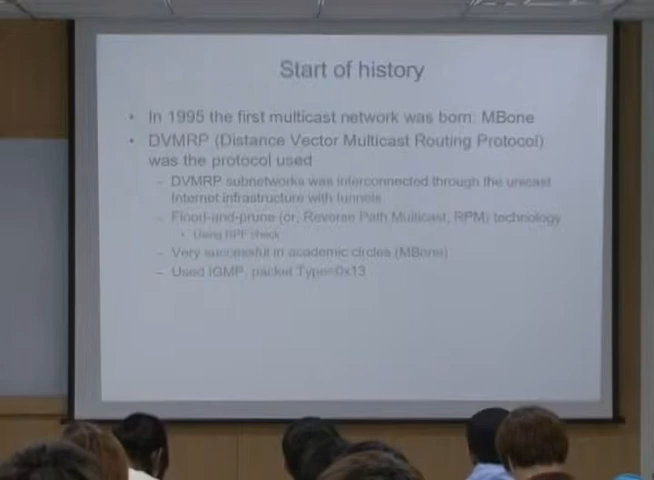 Start of history
• In 1995 the first multicast network was born: MBone
• DVMRP (Distance Vector Multicast Routing Protocol)
was the protocol used
– DVMRP subnetworks was interconnected through the unicast
Internet infrastructure with tunnels
– Flood-and-prune (or, Reverse Path Multicast, RPM) technology
• Using RPF check
– Very successful in academic circles (MBone)
– Used IGMP, packet Type=0x13